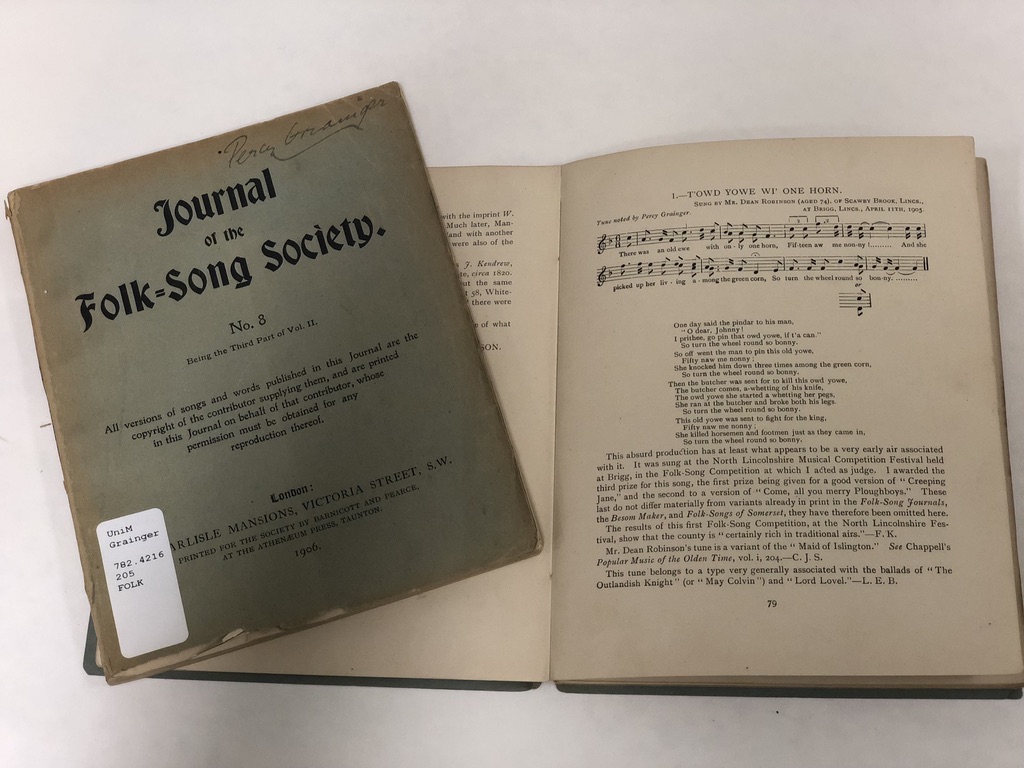 Percy Grainger
Journal
of the
Folk=Song Society.
No. 8
Being the Third Part of Vol. II.
All versions of songs and words published in this Journal are the
copyright of the contributor supplying them, and are printed
in this Journal on behalf of that contributor, whose
permission must be obtained for any
reproduction thereof.
London:
CARLISLE MANSIONS, VICTORIA STREET, S.W.
PRINTED FOR THE SOCIETY BY BARNICOTT AND PEARCE,
AT THE ATHENÆUM PRESS, TAUNTON.
1906.
UniM
Grainger
782.4216
205
FOLK
with the imprint W.
Much later, Man-
and with another
were also of the
J. Kendrew,
circa 1820.
out the same
58, White-
there were
of what
SON.
1.—T'OWD YOWE WI' ONE HORN.
SUNG BY MR. DEAN ROBINSON (AGED 74), OF SCAWBY BROOK, LINCS.,
Tune noted by Percy Grainger.
AT BRIGG, LINCS., APRIL 11TH, 1905.
3 3
There was an old ewe with on-ly one horn, Fif-teen aw me non-ny!......... And she
picked up her liv-ing a-mong the green corn, So turn the wheel round so bon-ny. .........
or
One day said the pindar to his man,
"O dear, Johnny!
I prithee, go pin that owd yowe, if t'a can."
So turn the wheel round so bonny.
So off went the man to pin this old yowe,
Fifty naw me nonny;
She knocked him down three times among the green corn,
So turn the wheel round so bonny.
Then the butcher was sent for to kill this owd yowe,
The butcher comes, a-whetting of his knife,
The owd yowe she started a whetting her pegs,
She ran at the butcher and broke both his legs.
So turn the wheel round so bonny.
This old yowe was sent to fight for the king,
Fifty naw me nonny;
She killed horsemen and footmen just as they came in,
So turn the wheel round so bonny.
This absurd production has at least what appears to be a very early air associated
with it. It was sung at the North Lincolnshire Musical Competition Festival held
at Brigg, in the Folk-Song Competition at which I acted as judge. I awarded the
third prize for this song, the first prize being given for a good version of "Creeping
Jane," and the second to a version of "Come, all you merry Ploughboys." These
last do not differ materially from variants already in print in the Folk-Song Journals,
the Besom Maker, and Folk-Songs of Somerset, they have therefore been omitted here.
The results of this first Folk-Song Competition, at the North Lincolnshire Fes-
tival, show that the county is "certainly rich in traditional airs."—F. K.
Mr. Dean Robinson's tune is a variant of the "Maid of Islington." See Chappell's
Popular Music of the Olden Time, vol. i, 204.—C. J. S.
This tune belongs to a type very generally associated with the ballads of "The
Outlandish Knight" (or "May Colvin") and "Lord Lovel."—L. E. B.
79